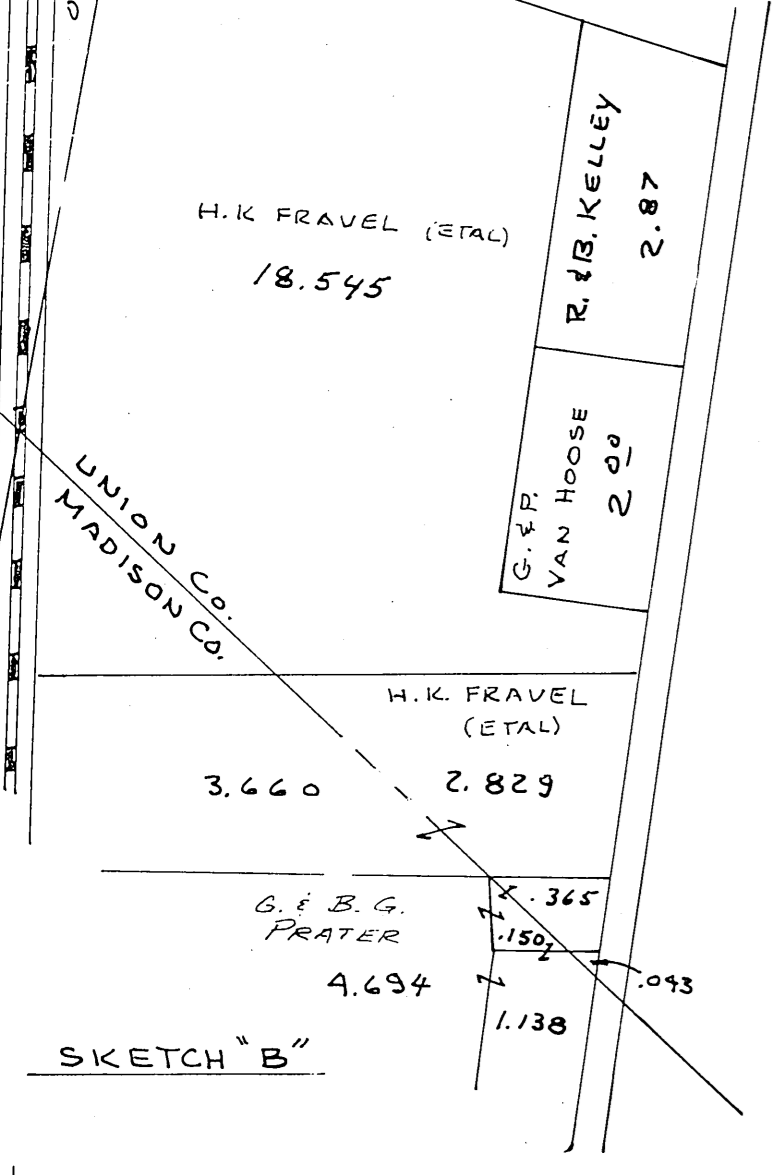 H.K FRAVEL (ETAL)
18.545
R. & B. KELLEY
2.87
G. & P.
VAN HOOSE
2.00
UNION CO.
MADISON CO.
H.K. FRAVEL
(ETAL)
3.660
2.829
G. & B. G.
PRATER
4.694
.365
.150
.043
1.138
SKETCH "B"